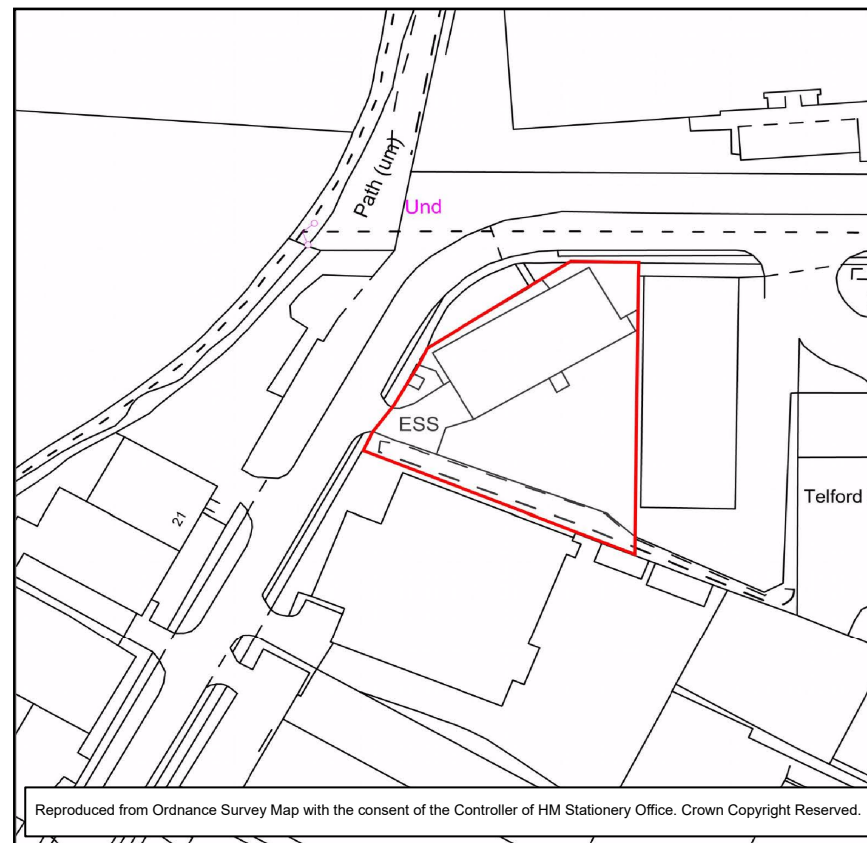 Path (um)
Und
ESS
Telford
21
Reproduced from Ordnance Survey Map with the consent of the Controller of HM Stationery Office. Crown Copyright Reserved.